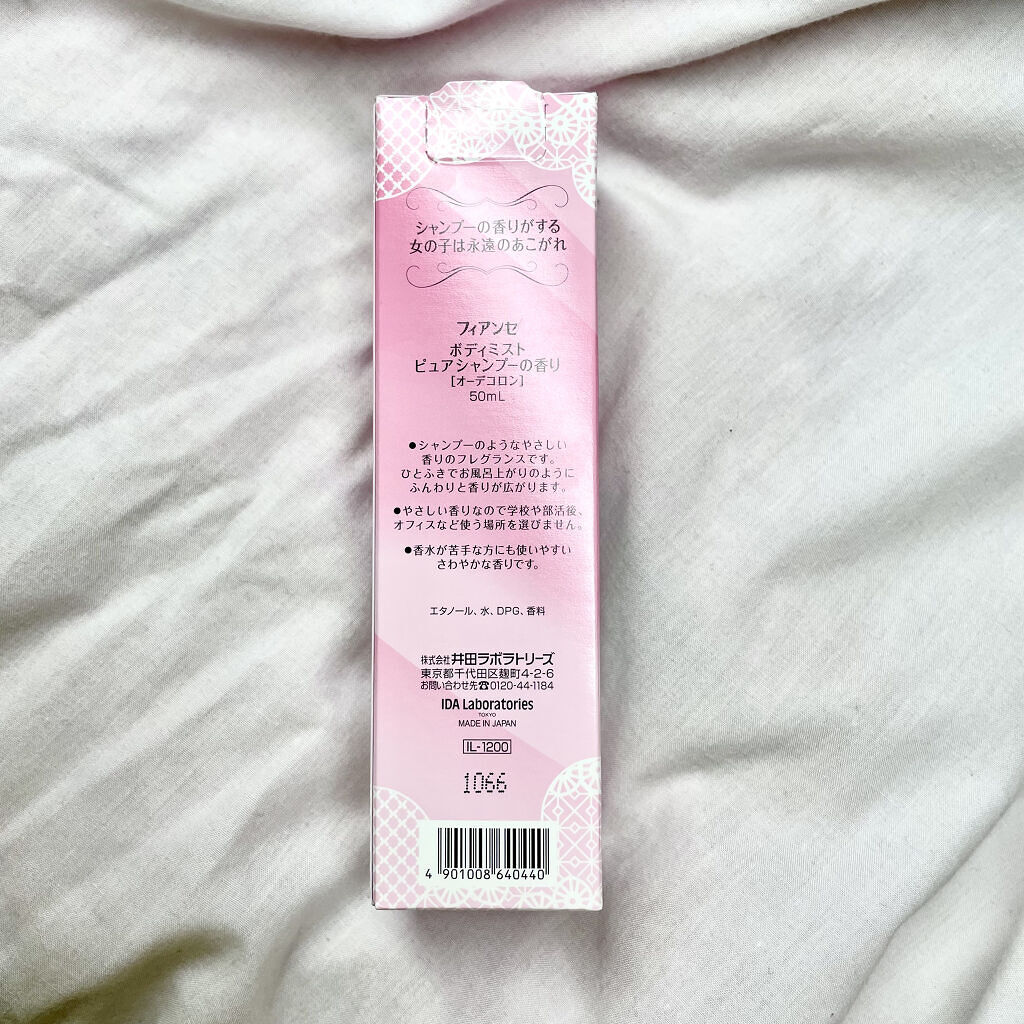 シャンプーの香りがする
女の子は永遠のあこがれ
フィアンセ
ボディミスト
ピュアシャンプーの香り
[オーデコロン]
50mL
●シャンプーのようなやさしい
香りのフレグランスです。
ひとふきでお風呂上がりのように
ふんわりと香りが広がります。
●やさしい香りなので学校や部活後、
オフィスなど使う場所を選びません。
●香水が苦手な方にも使いやすい
さわやかな香りです。
エタノール、水、DPG、香料
株式会社 井田ラボラトリーズ
東京都千代田区麹町4-2-6
お問い合わせ先☎0120-44-1184
IDA Laboratories
TOKYO
MADE IN JAPAN
IL-1200
1066
4 901008 640440